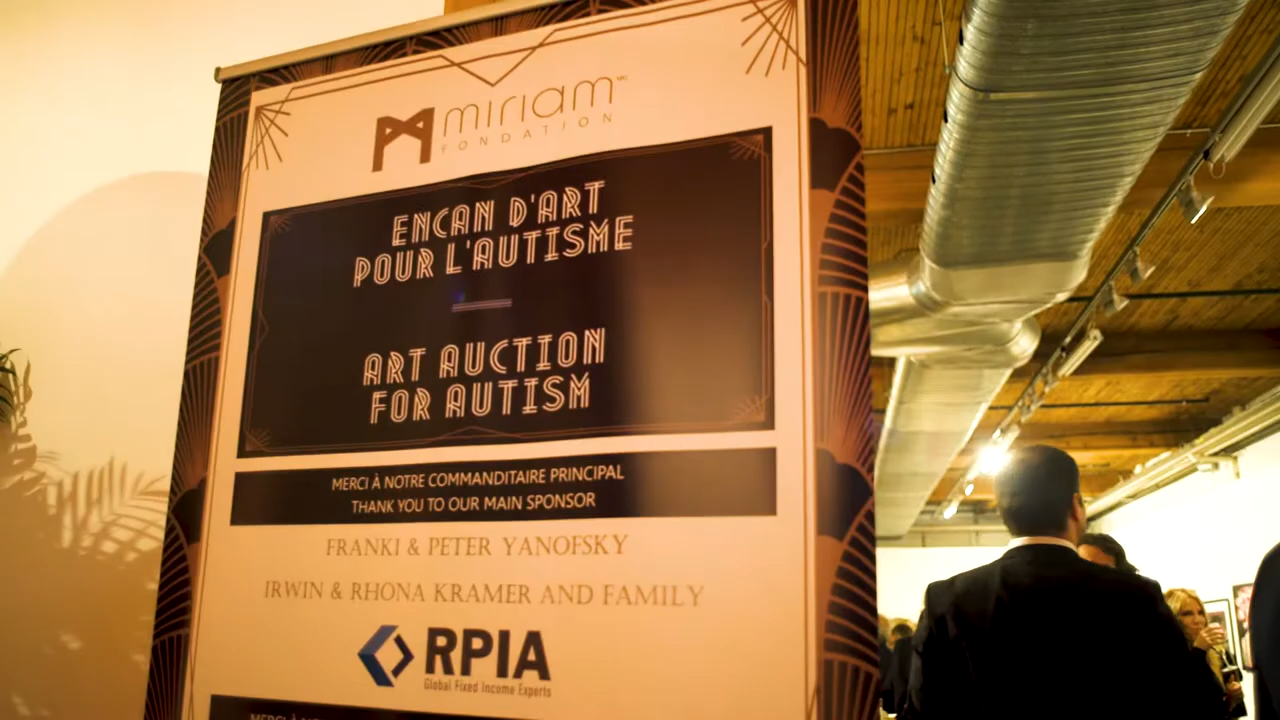 miriam
FONDATION
ENCAN D'ART
POUR L'AUTISME
ART AUCTION
FOR AUTISM
MERCI À NOTRE COMMANDITAIRE PRINCIPAL
THANK YOU TO OUR MAIN SPONSOR
FRANKI & PETER YANOFSKY
IRWIN & RHONA KRAMER AND FAMILY
RPIA
Global Fixed Income Experts
MERCI À